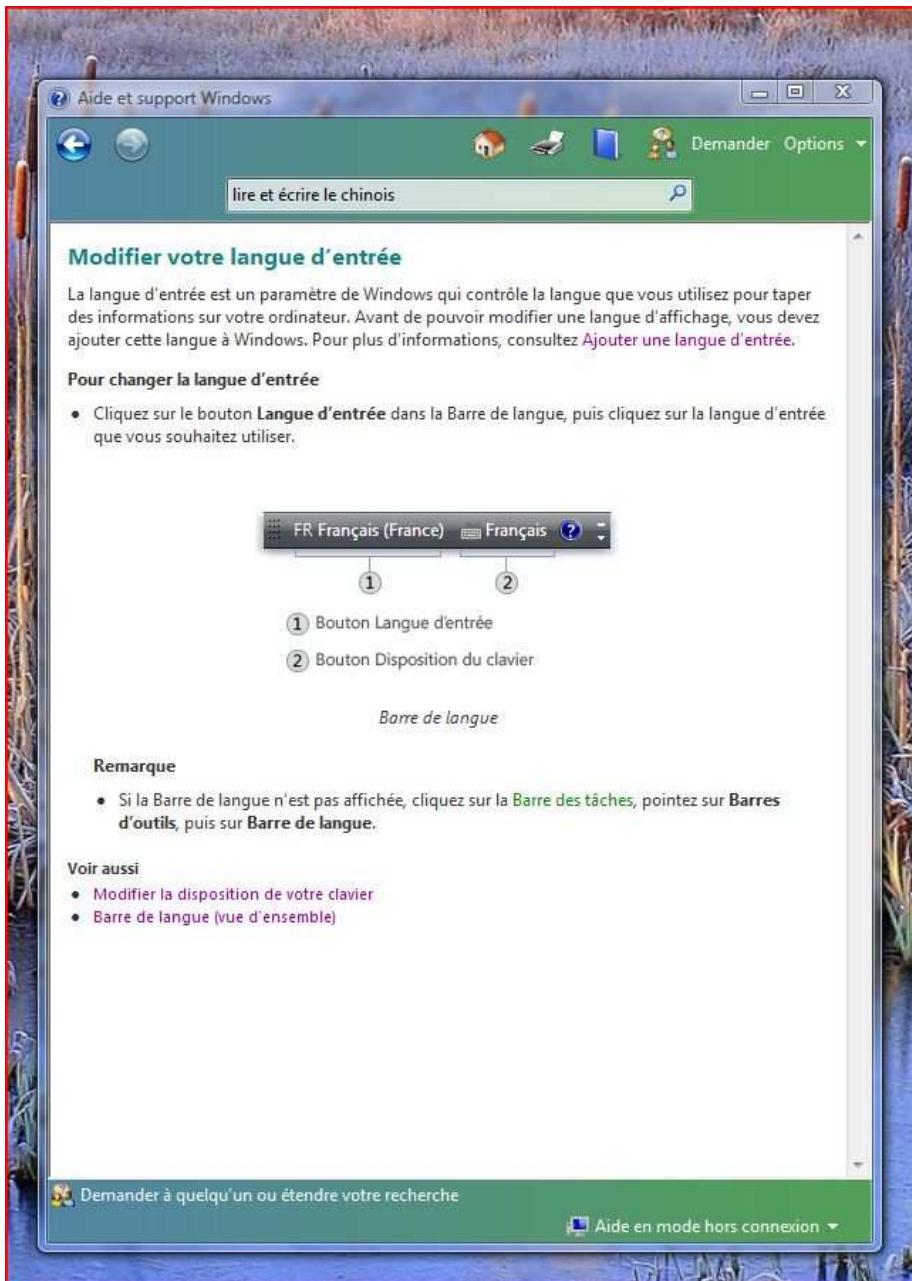 Aide et support Windows
Demander Options
lire et écrire le chinois
Modifier votre langue d'entrée
La langue d'entrée est un paramètre de Windows qui contrôle la langue que vous utilisez pour taper
des informations sur votre ordinateur. Avant de pouvoir modifier une langue d'affichage, vous devez
ajouter cette langue à Windows. Pour plus d'informations, consultez Ajouter une langue d'entrée.
Pour changer la langue d'entrée
• Cliquez sur le bouton Langue d'entrée dans la Barre de langue, puis cliquez sur la langue d'entrée
que vous souhaitez utiliser.
FR Français (France) Français ?
1 2
1 Bouton Langue d'entrée
2 Bouton Disposition du clavier
Barre de langue
Remarque
• Si la Barre de langue n'est pas affichée, cliquez sur la Barre des tâches, pointez sur Barres
d'outils, puis sur Barre de langue.
Voir aussi
• Modifier la disposition de votre clavier
• Barre de langue (vue d'ensemble)
Demander à quelqu'un ou étendre votre recherche
Aide en mode hors connexion